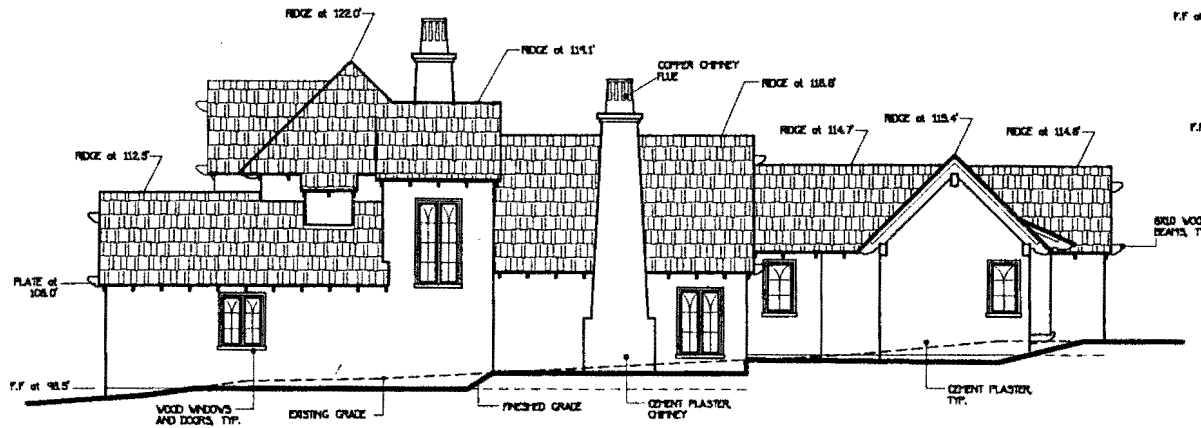 RIDGE at 122.0'
RIDGE at 119.1'
F.F at
COPPER CHIMNEY
FLUE
RIDGE at 118.8'
RIDGE at 114.7'
RIDGE at 115.4'
RIDGE at 114.8'
RIDGE at 112.5'
PLATE at
108.0'
BEAMS, T
F.F at 98.5'
WOOD WINDOWS
AND DOORS, TYP.
EXISTING GRADE
FINISHED GRADE
CEMENT PLASTER,
CHIMNEY
CEMENT PLASTER,
TYP.